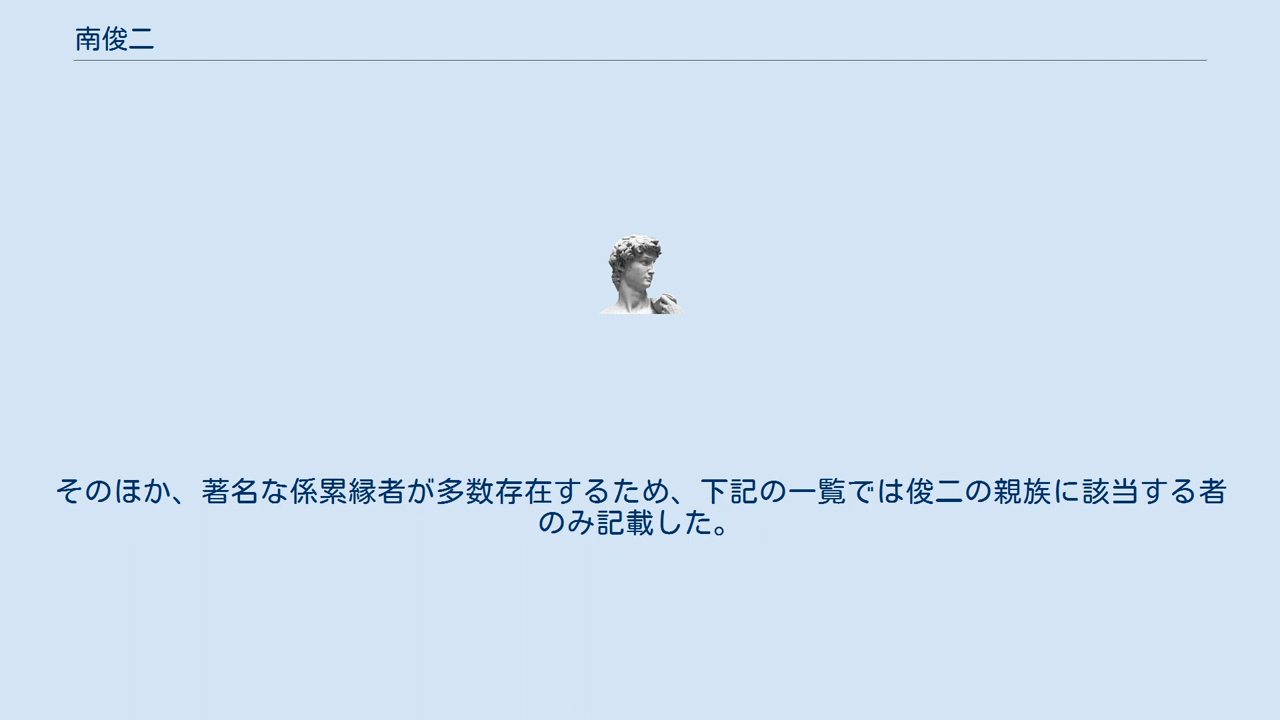 南俊二
そのほか、著名な係累縁者が多数存在するため、下記の一覧では俊二の親族に該当する者
のみ記載した。